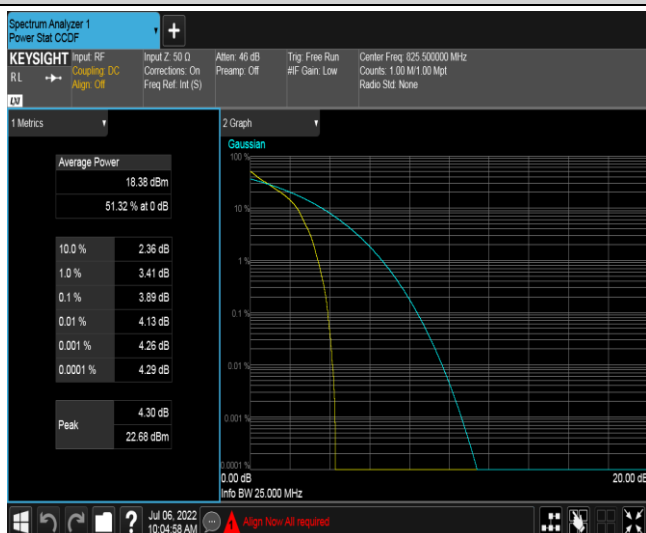 Spectrum Analyzer 1
Power Stat CCDF
+
KEYSIGHT
RL
LXI
Input: RF
Coupling: DC
Align: Off
Input Z: 50 Ω
Corrections: On
Freq Ref: Int (S)
Atten: 46 dB
Preamp: Off
Trig: Free Run
#IF Gain: Low
Center Freq: 825.500000 MHz
Counts: 1.00 M/1.00 Mpt
Radio Std: None
1 Metrics
Average Power
18.38 dBm
51.32 % at 0 dB
10.0 % 2.36 dB
1.0 % 3.41 dB
0.1 % 3.89 dB
0.01 % 4.13 dB
0.001 % 4.26 dB
0.0001 % 4.29 dB
Peak
4.30 dB
22.68 dBm
2 Graph
Gaussian
100 %
10 %
1 %
0.1 %
0.01 %
0.001 %
0.0001 %
0.00 dB 20.00 dB
Info BW 25.000 MHz
?
Jul 06, 2022
10:04:58 AM
Align Now All required